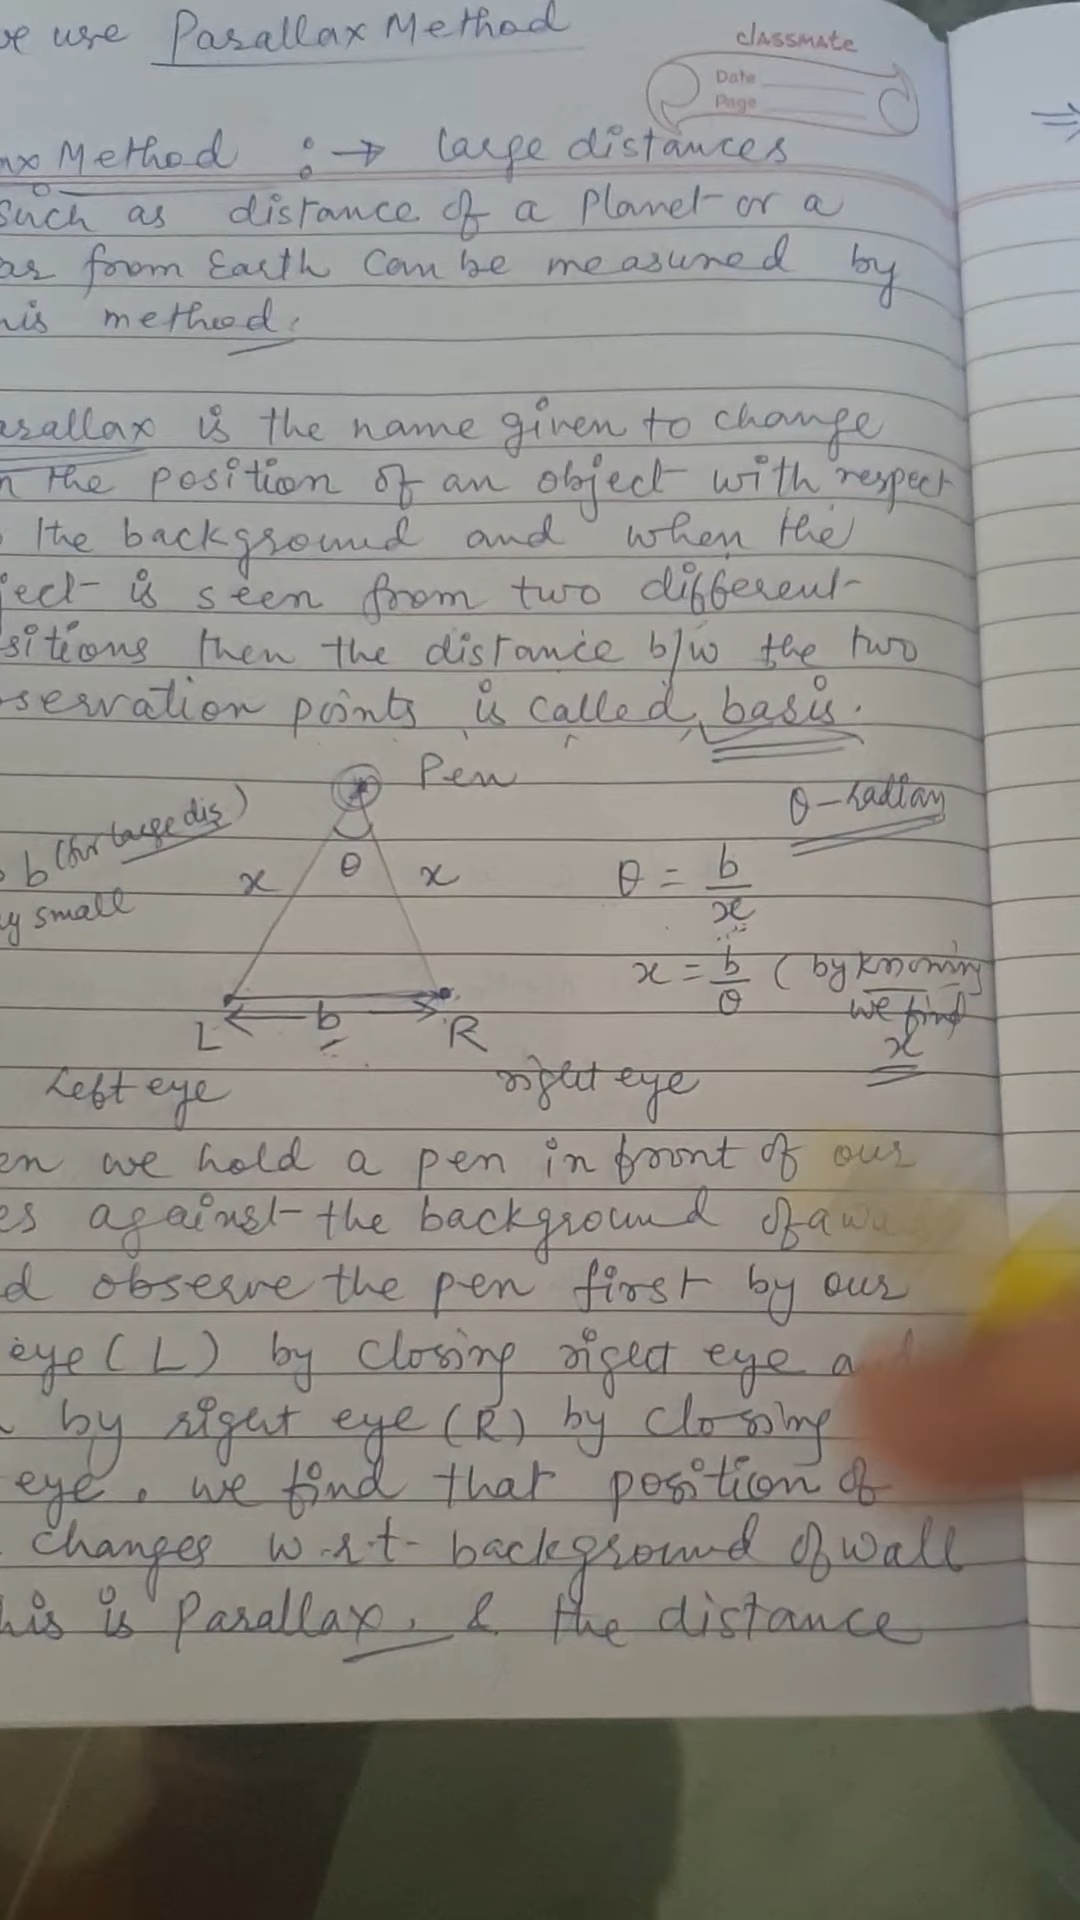 we use Parallax Method
classmate
Date
Page
ax Method :→ large distances
such as distance of a Planet or a
ar from Earth Can be measured by
his method.
arallax is the name given to change
n the position of an object with respect
the background and when the
ject is seen from two different
sitions then the distance b/w the two
servation points is called basis.
Pen
θ-radian
b (for large dis)
y small
x θ x
θ = b/x
x = b/θ (by knowing
we find
x
L b R
Left eye right eye
en we hold a pen in front of our
es against the background of a wa
d observe the pen first by our
eye (L) by closing right eye a
by right eye (R) by closing
eye. we find that position of
changes w.r.t background of wall
his is Parallax. & the distance